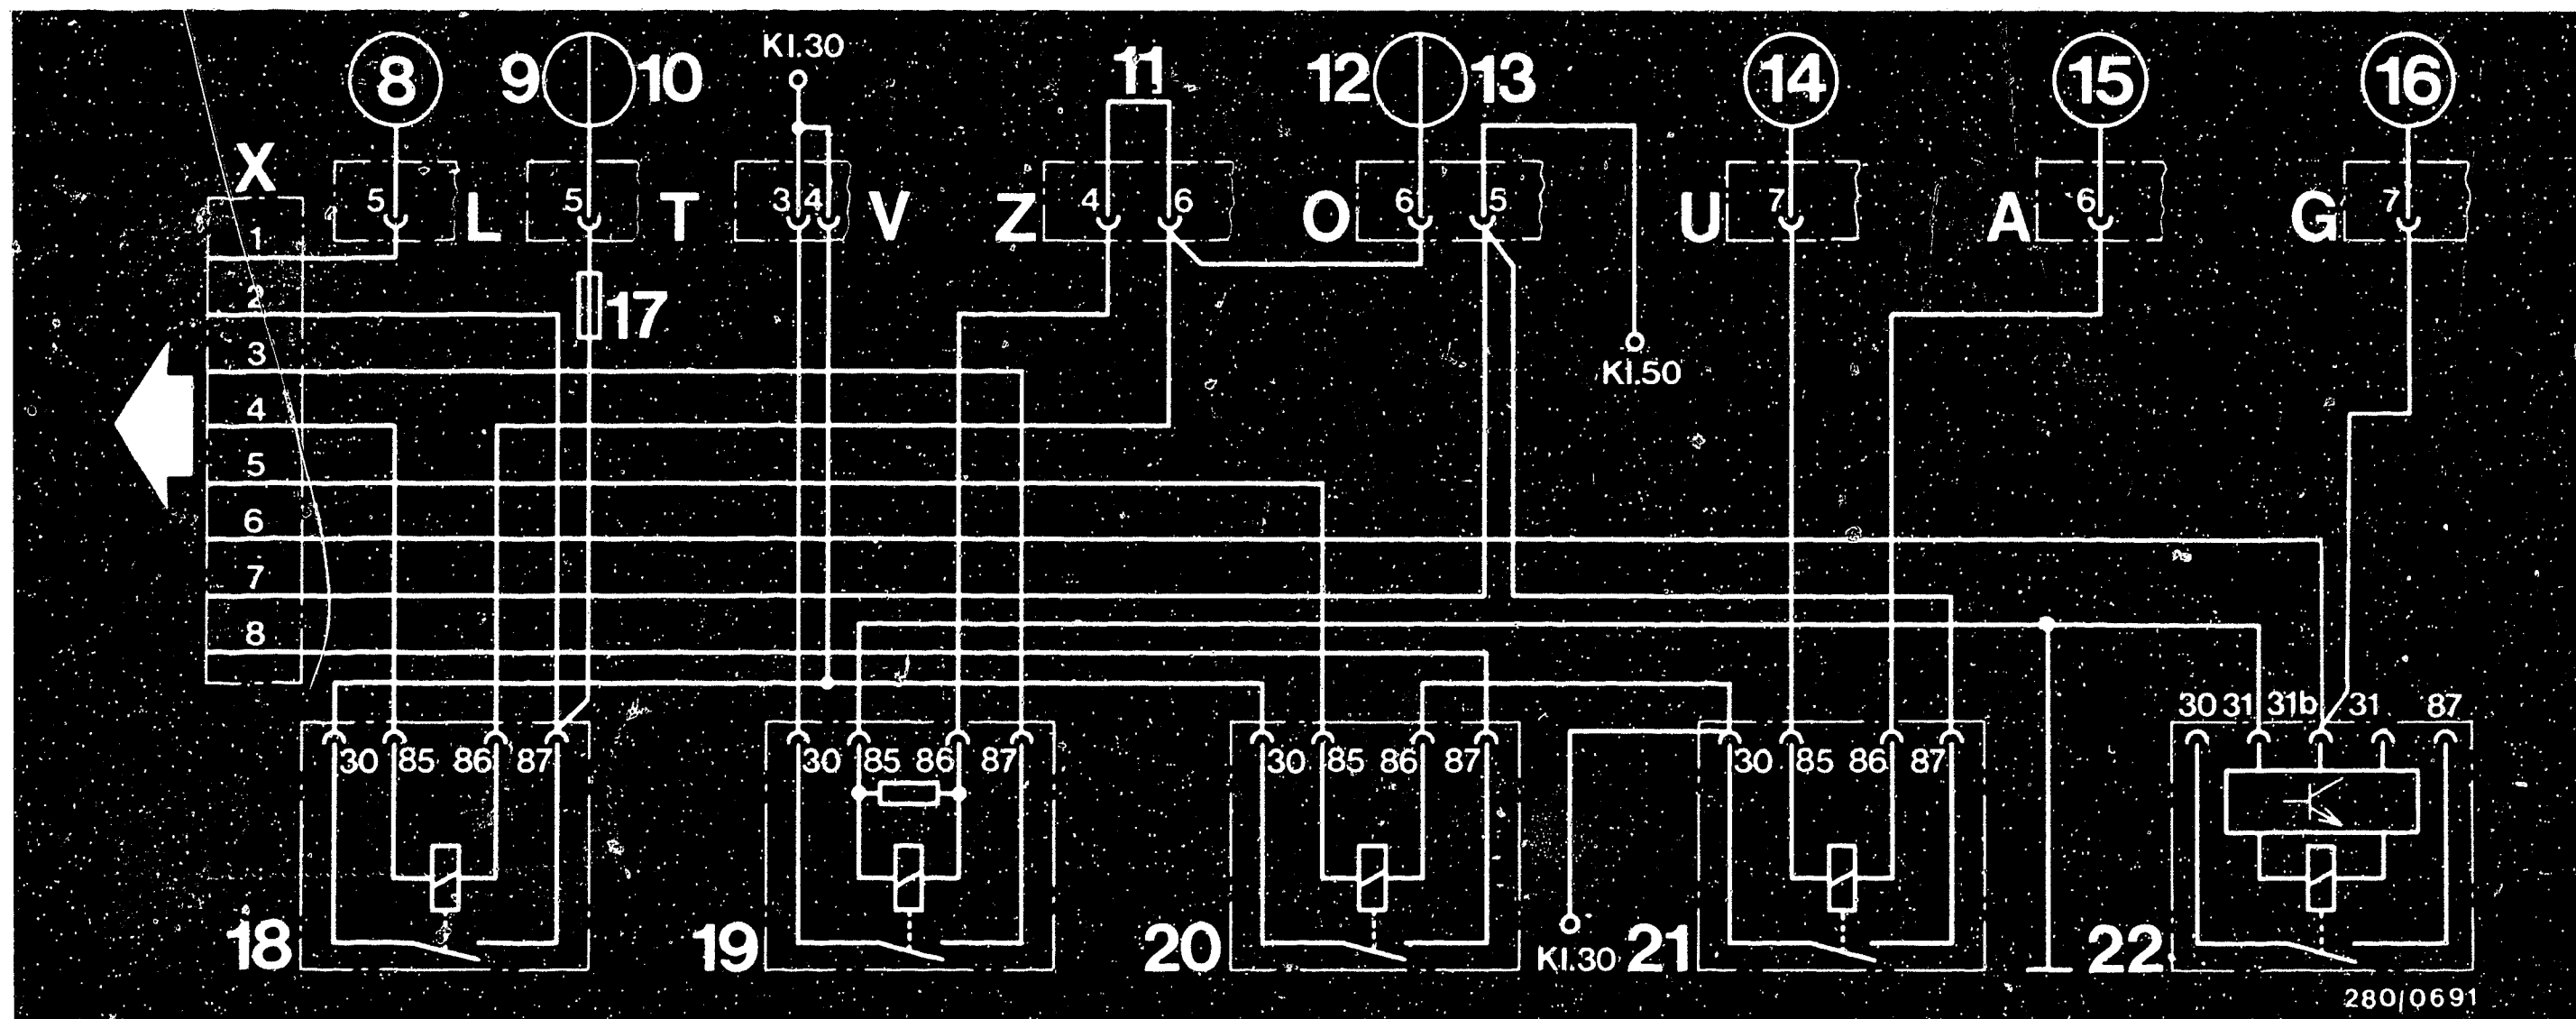 8 9 10 Kl.30 11 12 13 14 15 16
X
5 L 5 T 3 4 V Z 4 6 O 6 5 U 7 A 6 G 7
1
2
17
3
Kl.50
4
5
6
7
8
30 31 31b 31 87
30 85 86 87 30 85 86 87 30 85 86 87 30 85 86 87
18 19 20 Kl.30 21 22
280/0691